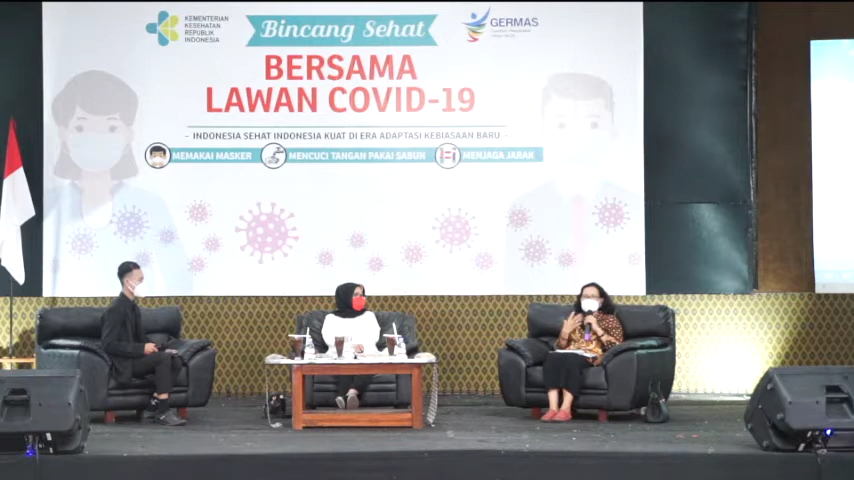 KEMENTERIAN
KESEHATAN
REPUBLIK
INDONESIA
Bincang Sehat
GERMAS
BERSAMA
LAWAN COVID-19
- INDONESIA SEHAT INDONESIA KUAT DI ERA ADAPTASI KEBIASAAN BARU -
MEMAKAI MASKER
MENCUCI TANGAN PAKAI SABUN
MENJAGA JARAK